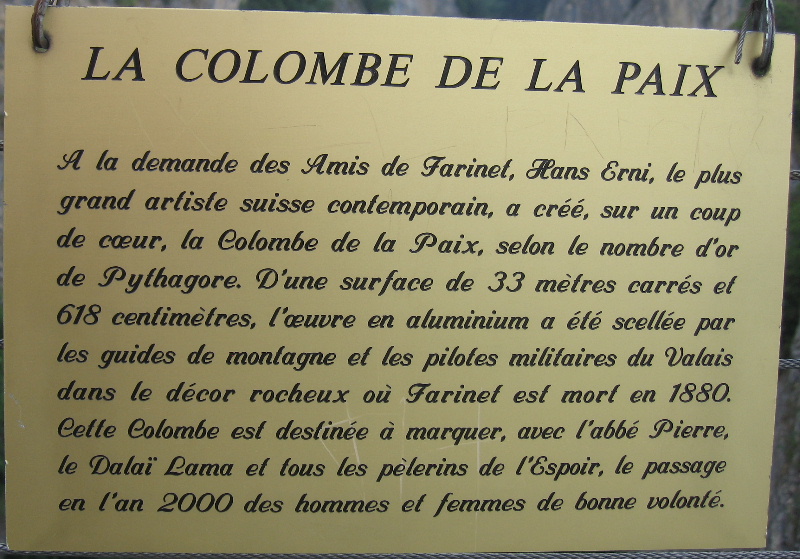 LA COLOMBE DE LA PAIX
A la demande des Amis de Farinet, Hans Erni, le plus
grand artiste suisse contemporain, a créé, sur un coup
de cœur, la Colombe de la Paix, selon le nombre d'or
de Pythagore. D'une surface de 33 mètres carrés et
618 centimètres, l'œuvre en aluminium a été scellée par
les guides de montagne et les pilotes militaires du Valais
dans le décor rocheux où Farinet est mort en 1880.
Cette Colombe est destinée à marquer, avec l'abbé Pierre,
le Dalaï Lama et tous les pèlerins de l'Espoir, le passage
en l'an 2000 des hommes et femmes de bonne volonté.